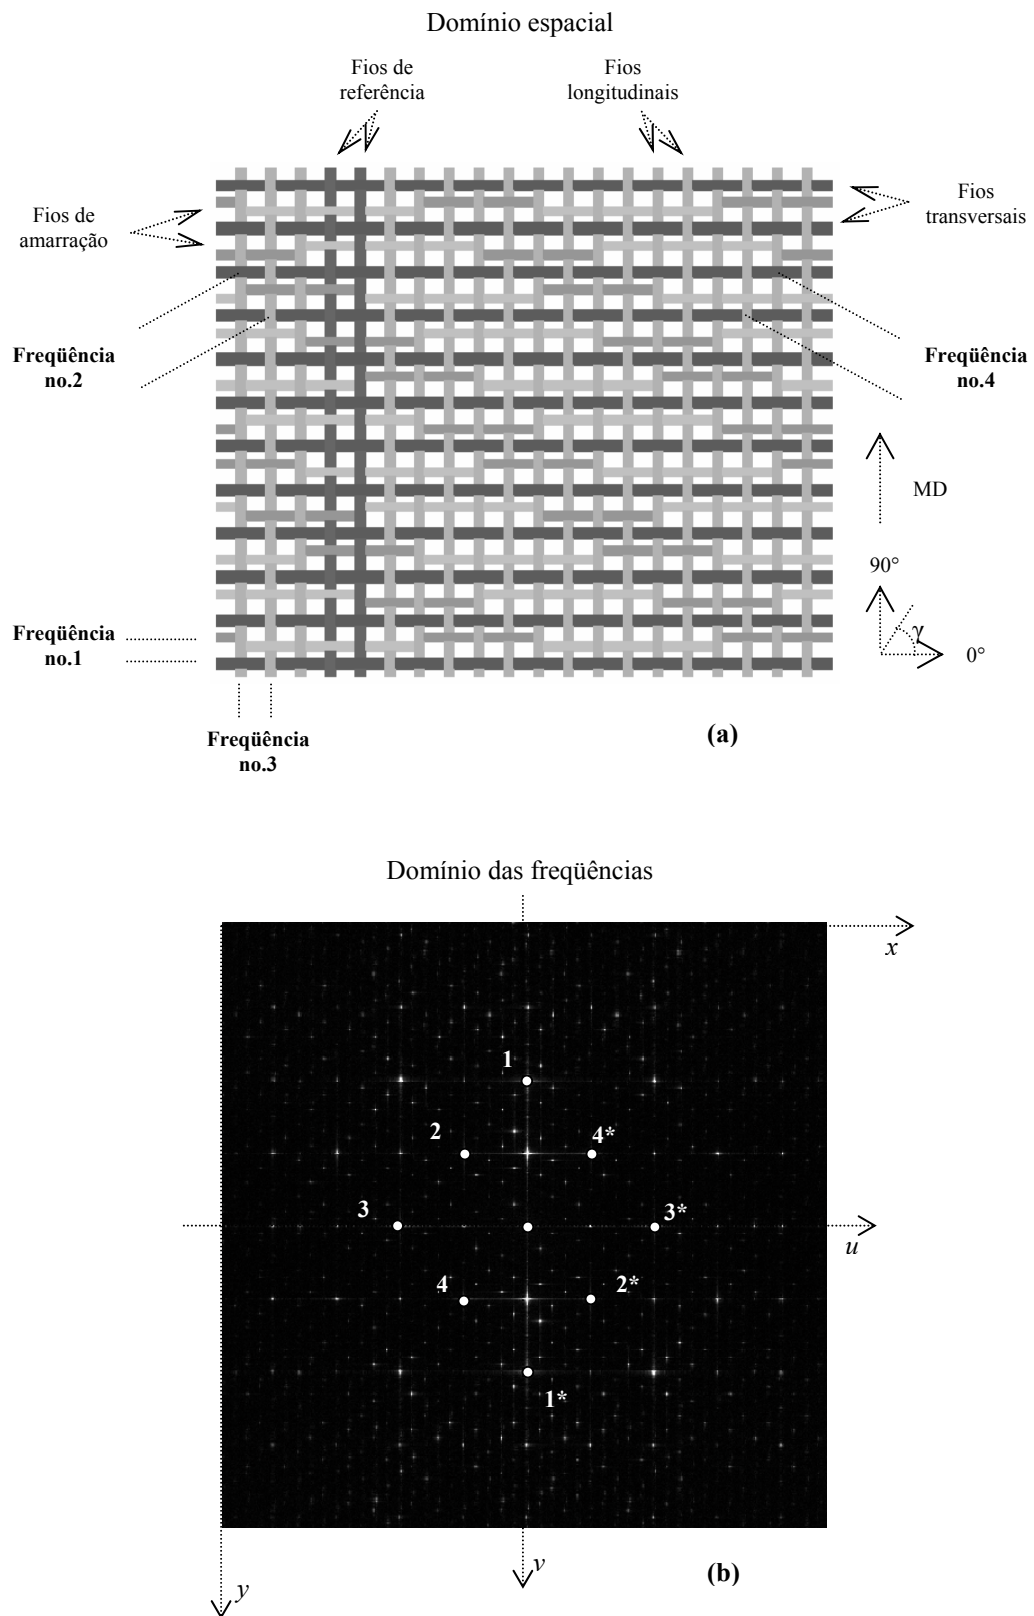 Domínio espacial
Fios de
referência
Fios
longitudinais
Fios de
amarração
Fios
transversais
Freqüência
no.2
Freqüência
no.4
MD
90°
γ
0°
Freqüência
no.1
Freqüência
no.3
(a)
Domínio das freqüências
x
1
2
4*
3
3*
u
4
2*
1*
v
(b)
y